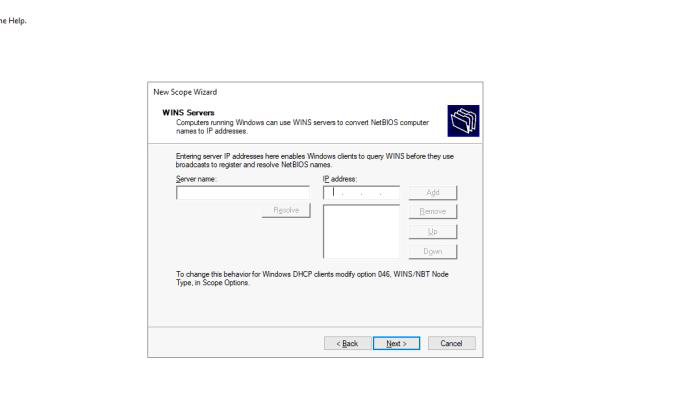 ne Help.
New Scope Wizard
WINS Servers
Computers running Windows can use WINS servers to convert NetBIOS computer
names to IP addresses.
Entering server IP addresses here enables Windows clients to query WINS before they use
broadcasts to register and resolve NetBIOS names.
Server name:
IP address:
. . .
Add
Resolve
Remove
Up
Down
To change this behavior for Windows DHCP clients modify option 046, WINS/NBT Node
Type, in Scope Options.
< Back
Next >
Cancel